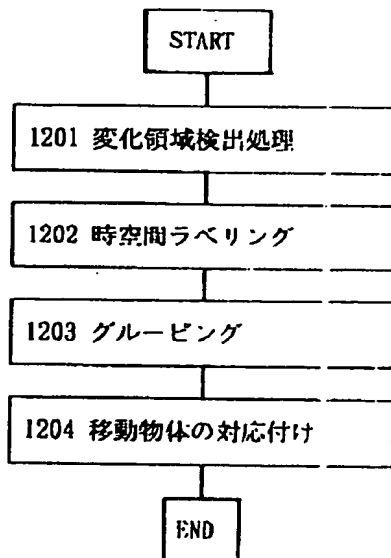 START
1201 変化領域検出処理
1202 時空間ラベリング
1203 グルーピング
1204 移動物体の対応付け
END